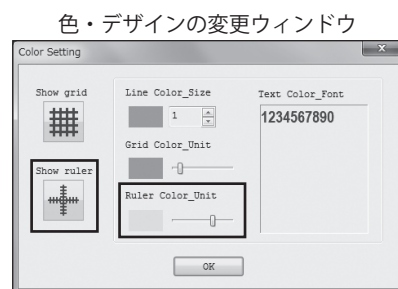 色・デザインの変更ウィンドウ
Color Setting
x
Show grid
Show ruler
Line Color_Size
1
Grid Color_Unit
Ruler Color_Unit
Text Color_Font
1234567890
OK